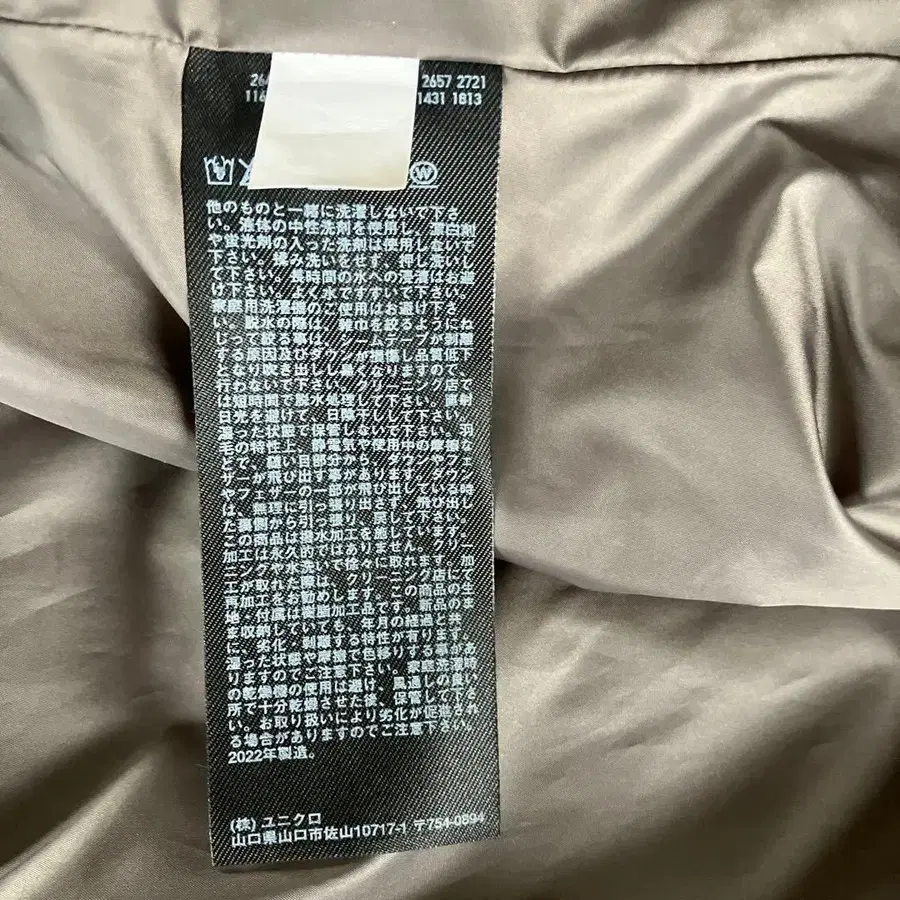 26
2657 2721
116
1431 1813
W
他のものと一緒に洗濯しないで下さ
い。液体の中性洗剤を使用し、漂白剤
や蛍光剤の入った洗剤は使用しないで
下さい。揉み洗いをせず、押し洗いし
て下さい。長時間の水への浸漬はお避
け下さい。よく水ですすいで下さい。
家庭用洗濯機のご使用はお避け下さ
い。脱水の際は、雑巾を絞るようにね
じって絞る事は、シームテープが剥離
する原因及びダウンが損傷し品質低下
となり吹き出しし易くなりますので、
行わないで下さい。クリーニング店で
は短時間で脱水処理して下さい。直射
日光を避けて、日陰干しして下さい。
湿った状態で保管しないで下さい。羽
毛の特性上、静電気や使用中の摩擦な
どで、縫い目部分から、ダウンやフェ
ザーが飛び出す事があります。ダウン
やフェザーの一部が飛び出している時
は、無理に引っ張り出さず、飛び出し
た裏側から引っ張り、戻して下さい。
この商品は撥水加工を施しています。
加工は永久的ではありません。クリー
ニングや水洗いで徐々に取れます。
加工が取れた際は、クリーニング店にて
再加工をお勧めします。この商品の生
地・付属は樹脂加工品です。新品のま
ま収納していても、年月の経過と共
に、劣化、剥離する特性が有ります。
湿った状態や摩擦で色移りする事があ
りますのでご注意下さい。家庭洗濯時
の乾燥機の使用は避け、風通しの良い
所で十分乾燥させた後、保管して下さ
い。お取り扱いにより劣化が促進され
る場合がありますのでご注意下さい。
2022年製造。
(株) ユニクロ
山口県山口市佐山10717-1 〒754-0894